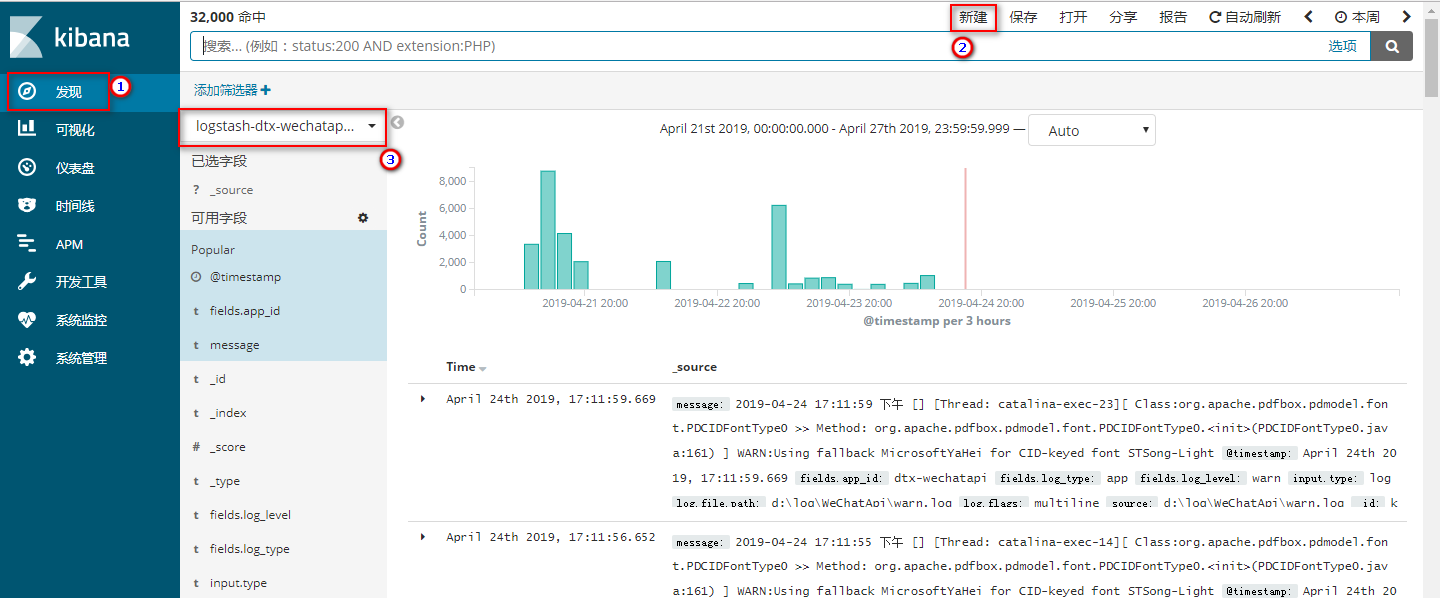 kibana
发现
1
可视化
仪表盘
时间线
APM
开发工具
系统监控
系统管理
32,000 命中
新建 保存 打开 分享 报告 自动刷新 本周
2
搜索... (例如：status:200 AND extension:PHP) 选项
添加筛选器
logstash-dtx-wechatap...
3
已选字段
? _source
可用字段
Popular
@timestamp
t fields.app_id
t message
t _id
t _index
# _score
t _type
t fields.log_level
t fields.log_type
t input.type
April 21st 2019, 00:00:00.000 - April 27th 2019, 23:59:59.999 — Auto
Count
8,000
6,000
4,000
2,000
0
2019-04-21 20:00 2019-04-22 20:00 2019-04-23 20:00 2019-04-24 20:00 2019-04-25 20:00 2019-04-26 20:00
@timestamp per 3 hours
Time _source
April 24th 2019, 17:11:59.669 message: 2019-04-24 17:11:59 下午 [] [Thread: catalina-exec-23][ Class:org.apache.pdfbox.pdmodel.fon
t.PDCIDFontType0 >> Method: org.apache.pdfbox.pdmodel.font.PDCIDFontType0.<init>(PDCIDFontType0.jav
a:161) ] WARN:Using fallback MicrosoftYaHei for CID-keyed font STSong-Light @timestamp: April 24th 20
19, 17:11:59.669 fields.app_id: dtx-wechatapi fields.log_type: app fields.log_level: warn input.type: log
log.file.path: d:\log\WeChatApi\warn.log log.flags: multiline source: d:\log\WeChatApi\warn.log _id: k
April 24th 2019, 17:11:56.652 message: 2019-04-24 17:11:55 下午 [] [Thread: catalina-exec-14][ Class:org.apache.pdfbox.pdmodel.fon
t.PDCIDFontType0 >> Method: org.apache.pdfbox.pdmodel.font.PDCIDFontType0.<init>(PDCIDFontType0.jav
a:161) ] WARN:Using fallback MicrosoftYaHei for CID-keyed font STSong-Light @timestamp: April 24th 20